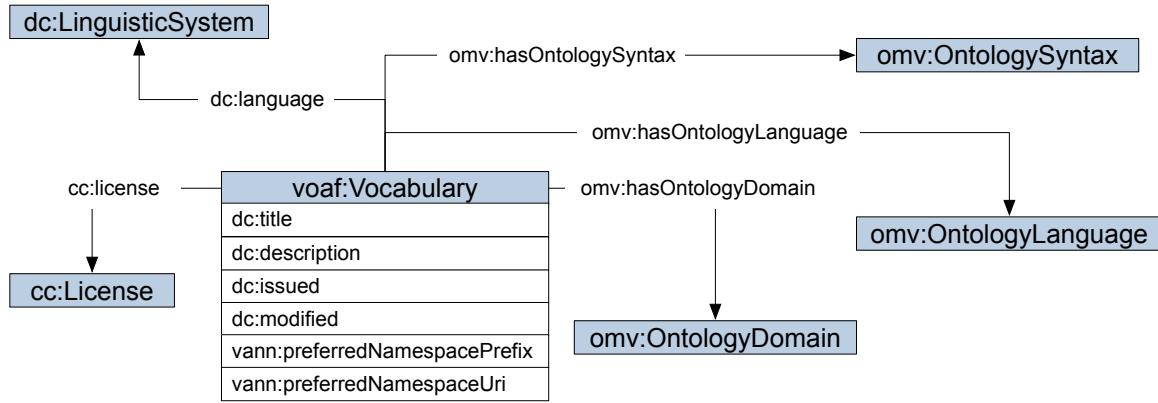 dc:LinguisticSystem
omv:hasOntologySyntax
omv:OntologySyntax
dc:language
omv:hasOntologyLanguage
cc:license
voaf:Vocabulary
omv:hasOntologyDomain
dc:title
omv:OntologyLanguage
dc:description
cc:License
dc:issued
dc:modified
omv:OntologyDomain
vann:preferredNamespacePrefix
vann:preferredNamespaceUri